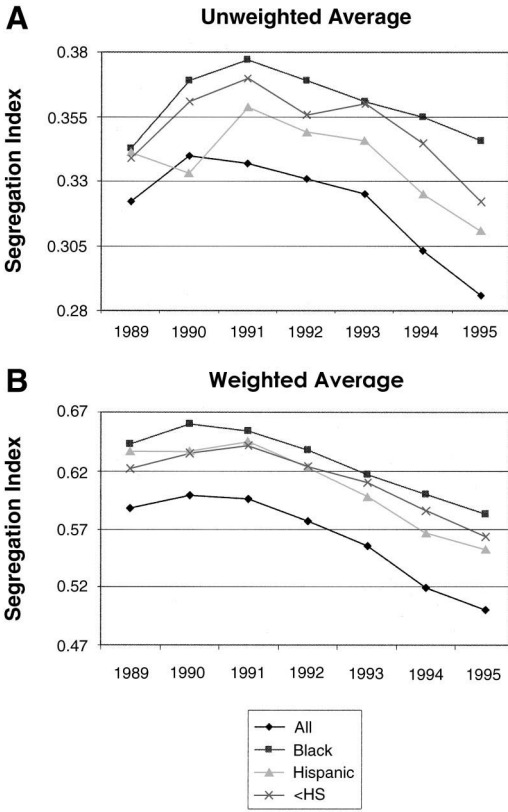 A
Unweighted Average
Segregation Index
0.38
0.355
0.33
0.305
0.28
1989 1990 1991 1992 1993 1994 1995
B
Weighted Average
Segregation Index
0.67
0.62
0.57
0.52
0.47
1989 1990 1991 1992 1993 1994 1995
All
Black
Hispanic
<HS